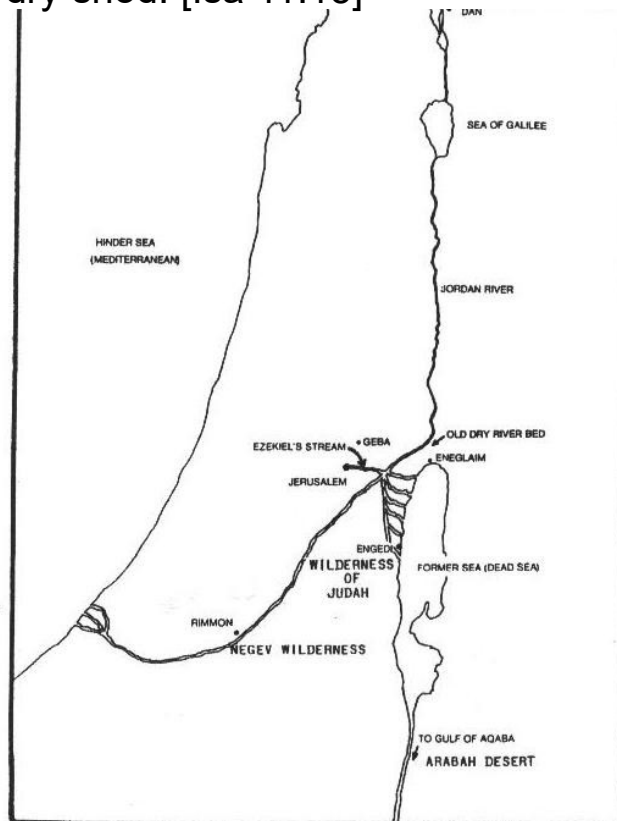 DAN
SEA OF GALILEE
HINDER SEA
(MEDITERRANEAN)
JORDAN RIVER
GEBA
OLD DRY RIVER BED
EZEKIEL'S STREAM
ENEGLAIM
JERUSALEM
ENGEDI
WILDERNESS
OF
JUDAH
FORMER SEA (DEAD SEA)
RIMMON
NEGEV WILDERNESS
TO GULF OF AQABA
ARABAH DESERT